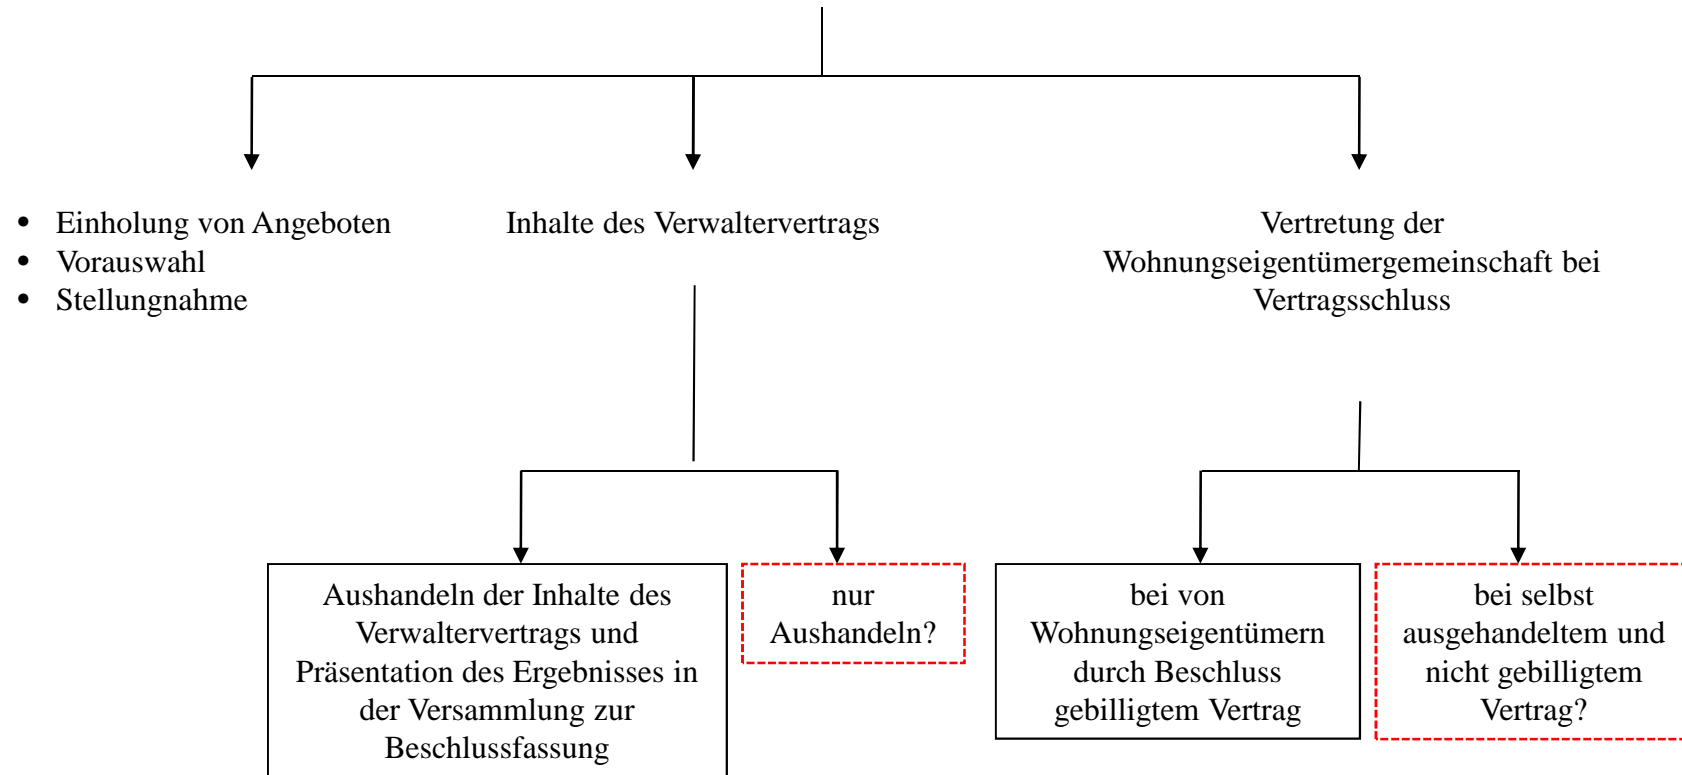 • Einholung von Angeboten
• Vorauswahl
• Stellungnahme
Inhalte des Verwaltervertrags
Vertretung der
Wohnungseigentümergemeinschaft bei
Vertragsschluss
Aushandeln der Inhalte des
Verwaltervertrags und
Präsentation des Ergebnisses in
der Versammlung zur
Beschlussfassung
nur
Aushandeln?
bei von
Wohnungseigentümern
durch Beschluss
gebilligtem Vertrag
bei selbst
ausgehandeltem und
nicht gebilligtem
Vertrag?